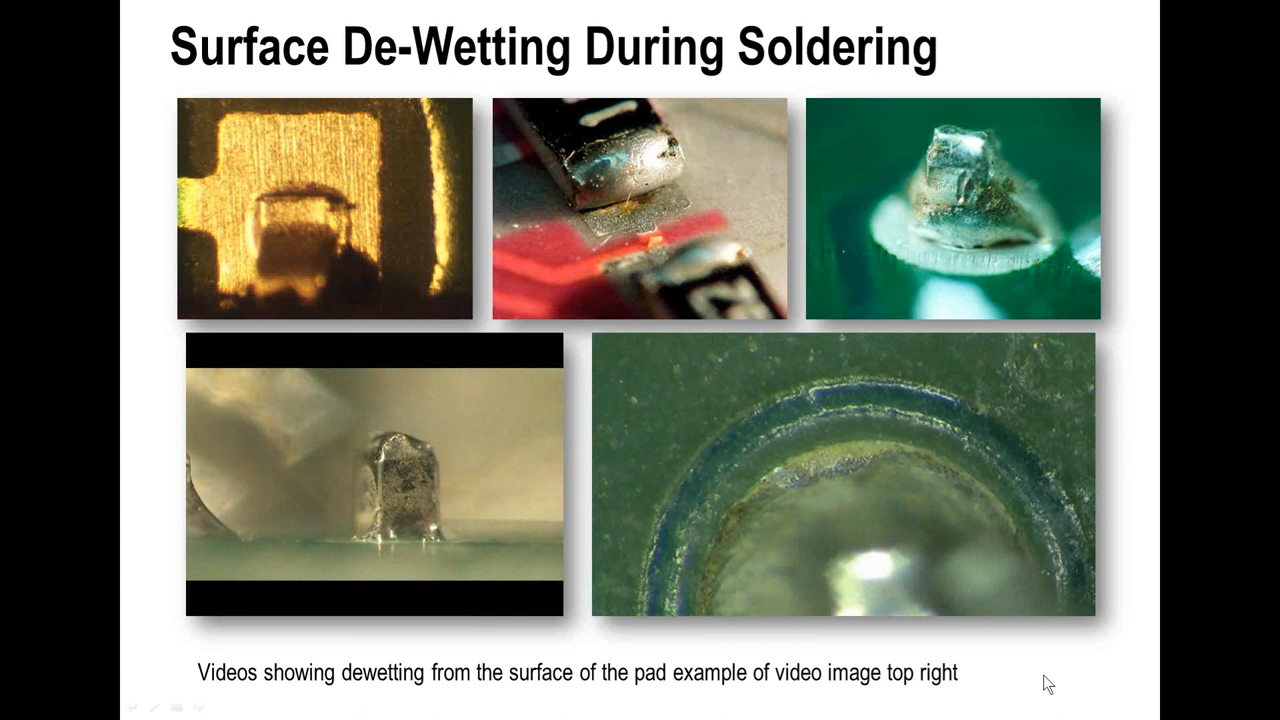 Surface De-Wetting During Soldering
Videos showing dewetting from the surface of the pad example of video image top right